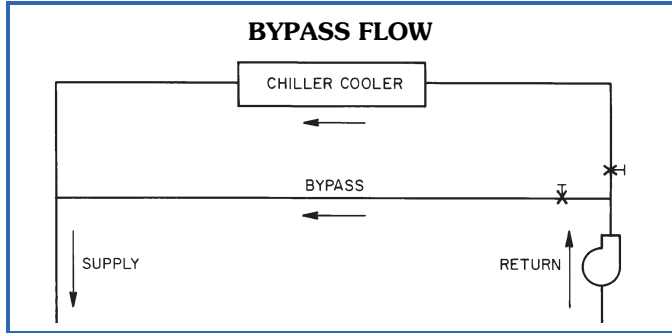 BYPASS FLOW
CHILLER COOLER
BYPASS
SUPPLY
RETURN